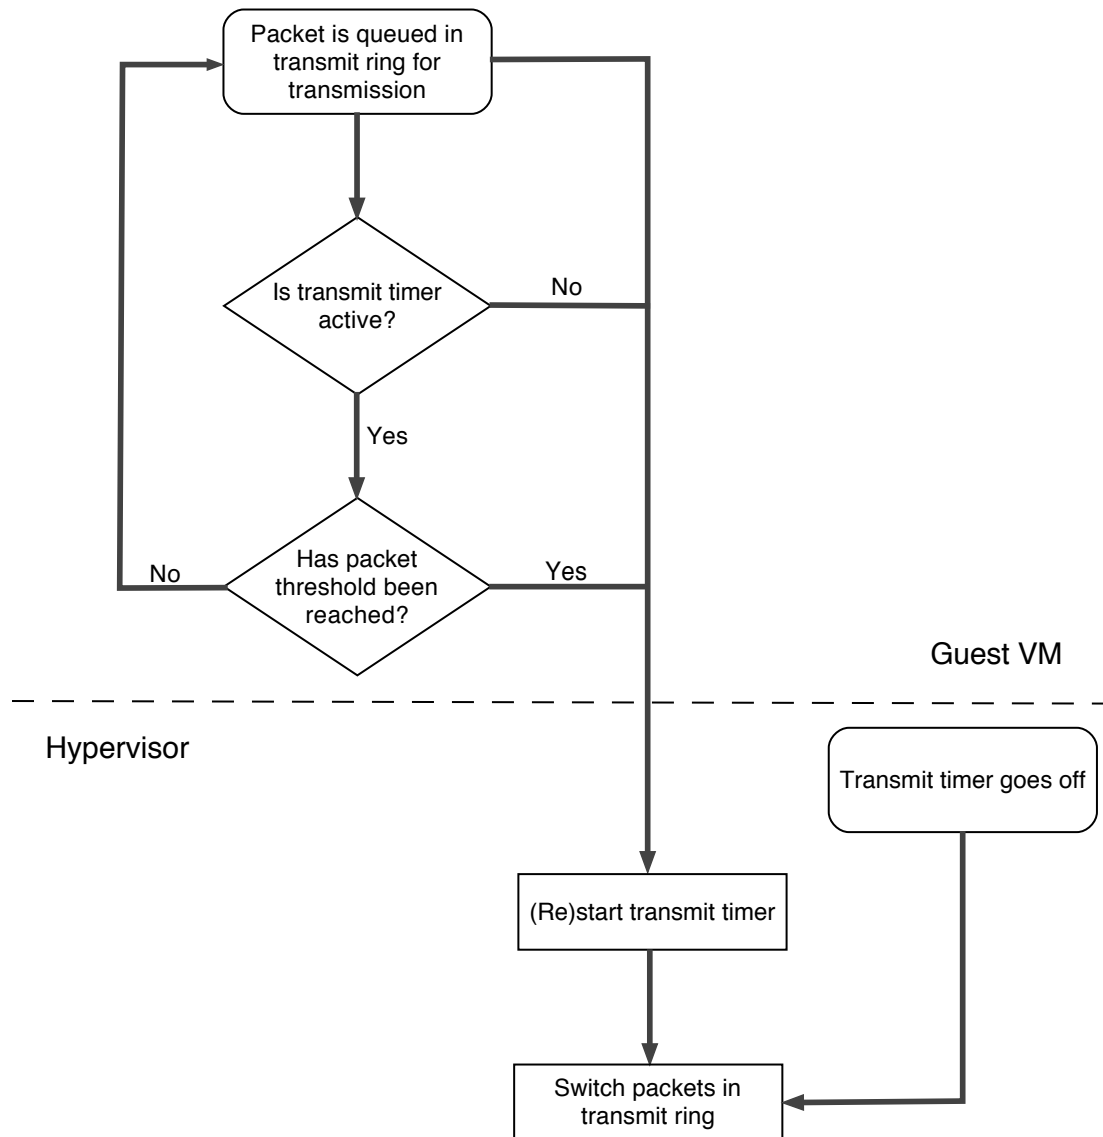 Packet is queued in
transmit ring for
transmission
Is transmit timer
active?
No
Yes
Has packet
threshold been
reached?
No
Yes
Guest VM
Hypervisor
Transmit timer goes off
(Re)start transmit timer
Switch packets in
transmit ring